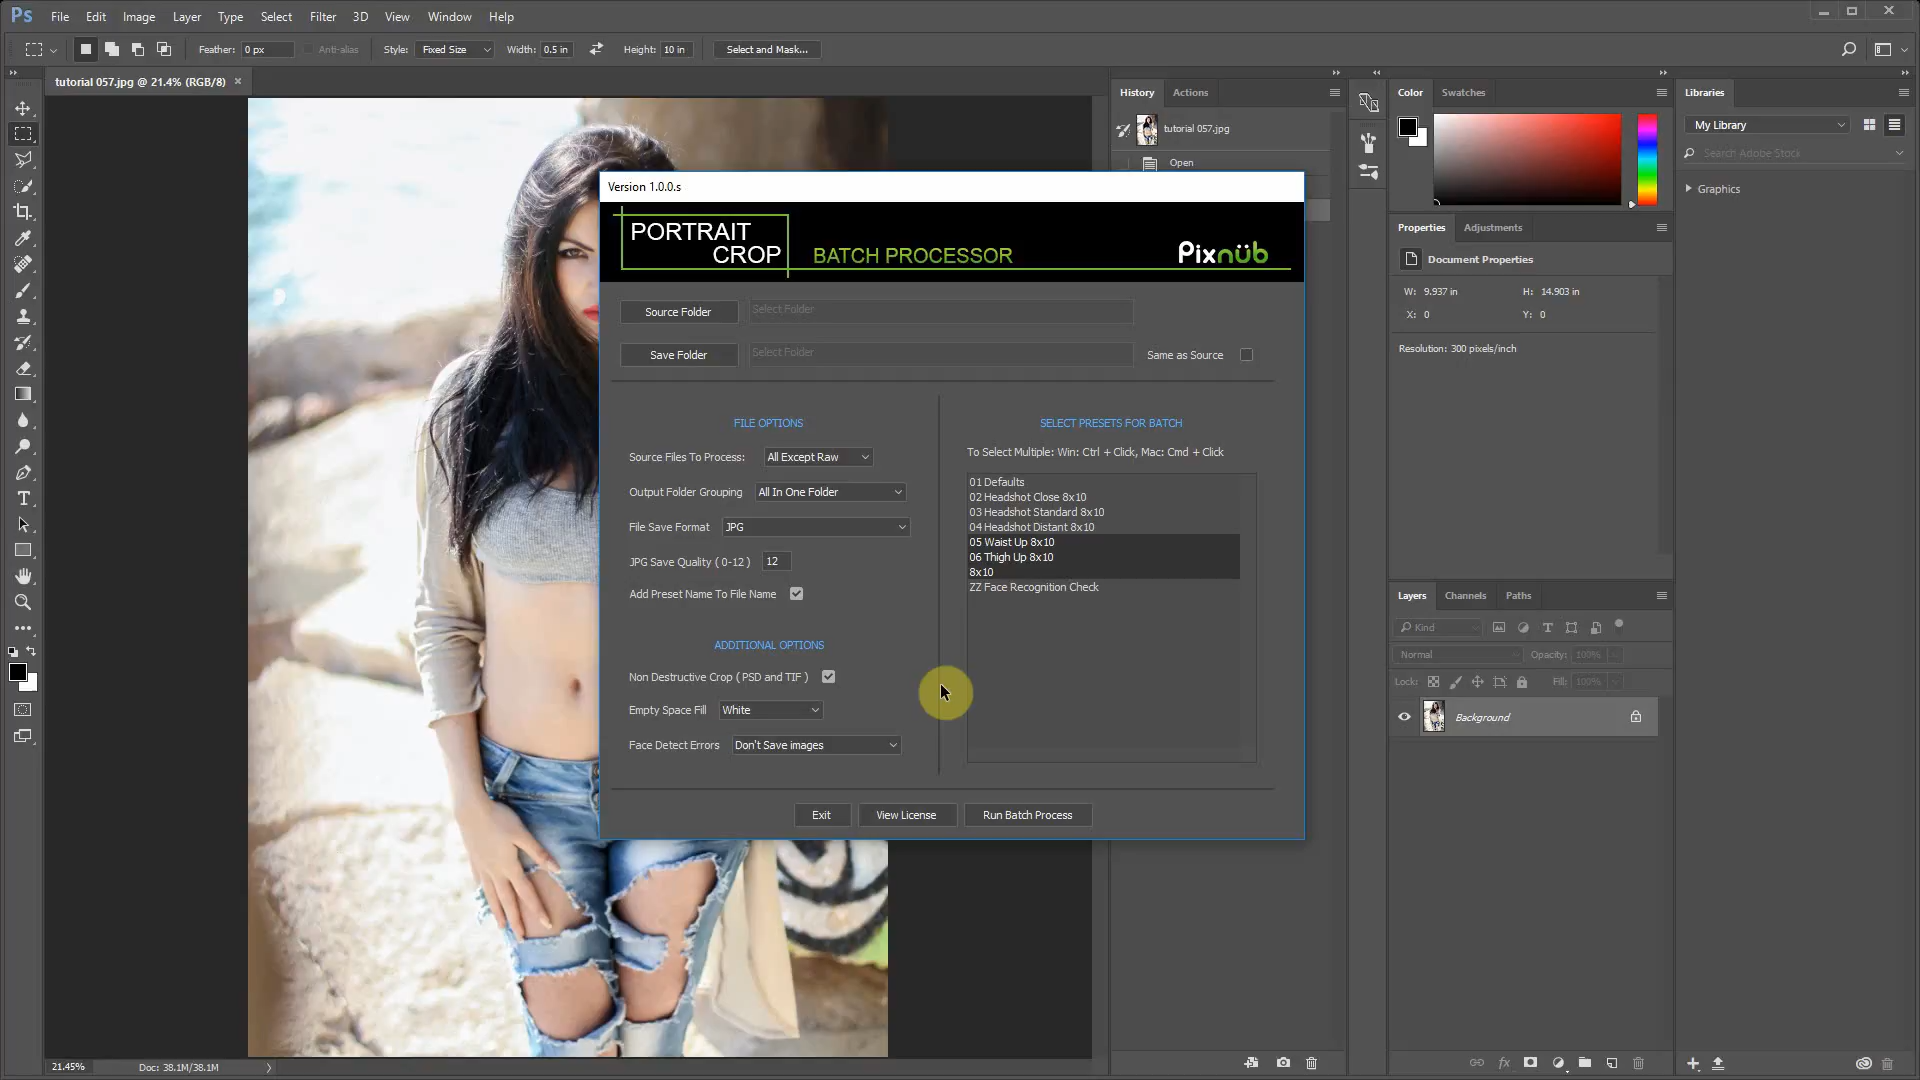 Ps File Edit Image Layer Type Select Filter 3D View Window Help
Feather: 0 px Anti-alias Style: Fixed Size Width: 0.5 in Height: 10 in Select and Mask...
tutorial 057.jpg @ 21.4% (RGB/8)
History Actions
tutorial 057.jpg
Open
Color Swatches
Libraries
My Library
Search Adobe Stock
Graphics
Properties Adjustments
Document Properties
W: 9.937 in H: 14.903 in
X: 0 Y: 0
Resolution: 300 pixels/inch
Version 1.0.0.s
PORTRAIT
CROP BATCH PROCESSOR Pixnüb
Source Folder Select Folder
Save Folder Select Folder Same as Source
FILE OPTIONS
Source Files To Process: All Except Raw
Output Folder Grouping All In One Folder
File Save Format JPG
JPG Save Quality ( 0-12 ) 12
Add Preset Name To File Name
ADDITIONAL OPTIONS
Non Destructive Crop ( PSD and TIF )
Empty Space Fill White
Face Detect Errors Don't Save images
SELECT PRESETS FOR BATCH
To Select Multiple: Win: Ctrl + Click, Mac: Cmd + Click
01 Defaults
02 Headshot Close 8x10
03 Headshot Standard 8x10
04 Headshot Distant 8x10
05 Waist Up 8x10
06 Thigh Up 8x10
8x10
ZZ Face Recognition Check
Exit View License Run Batch Process
Layers Channels Paths
Kind
Normal Opacity: 100%
Lock: Fill: 100%
Background
21.45% Doc: 38.1M/38.1M
fx